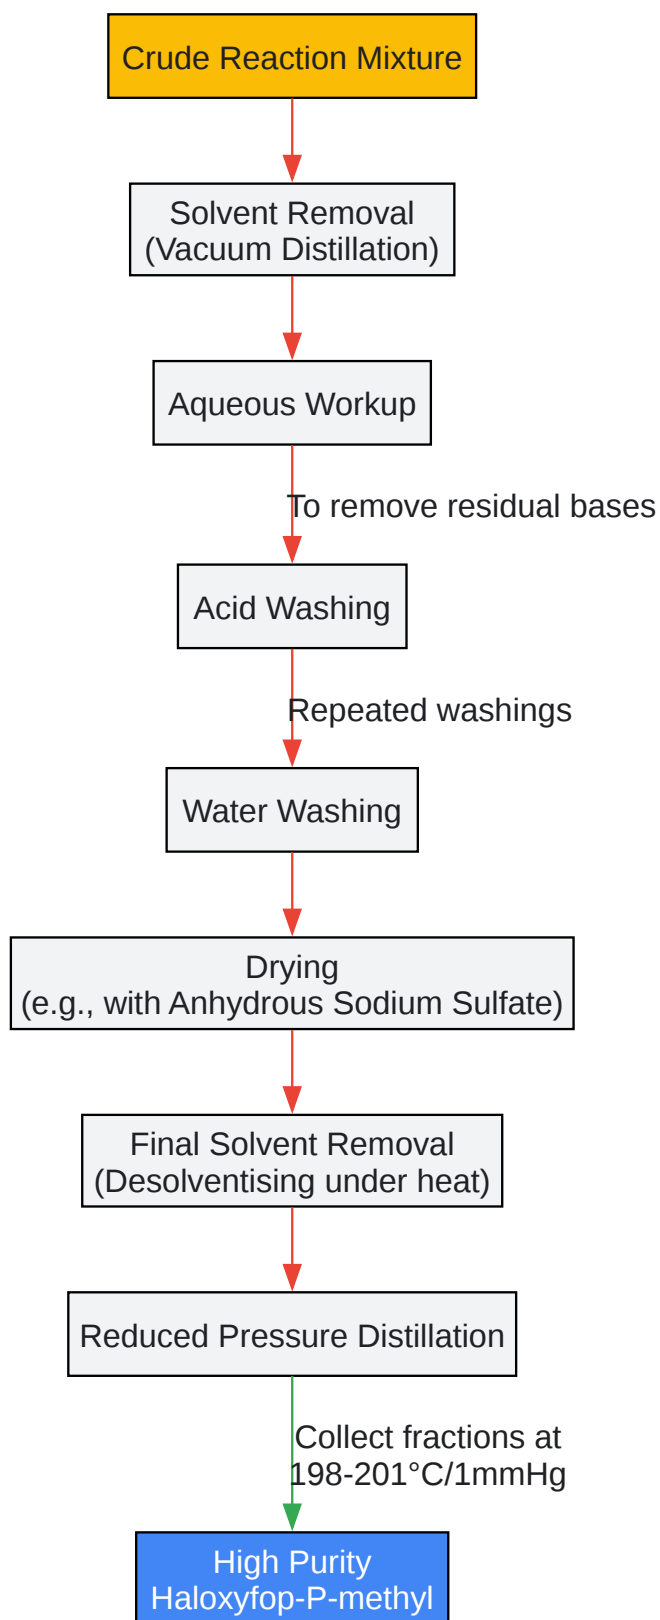 Crude Reaction Mixture
Solvent Removal
(Vacuum Distillation)
Aqueous Workup
To remove residual bases
Acid Washing
Repeated washings
Water Washing
Drying
(e.g., with Anhydrous Sodium Sulfate)
Final Solvent Removal
(Desolventising under heat)
Reduced Pressure Distillation
Collect fractions at
198-201°C/1mmHg
High Purity
Haloxyfop-P-methyl